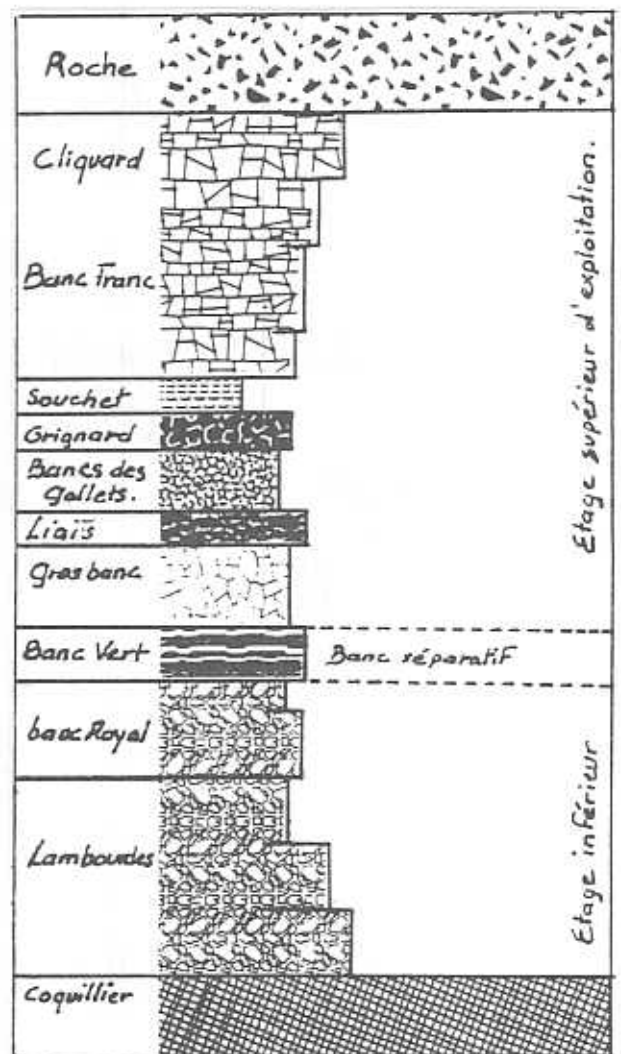 Roche
Cliquard
Banc Franc
Souchet
Grignard
Bancs des
gallets.
Liaïs
gros banc
Banc Vert
Banc séparatif
banc Royal
Lambourdes
Coquillier
Etage supérieur d'exploitation.
Etage inférieur